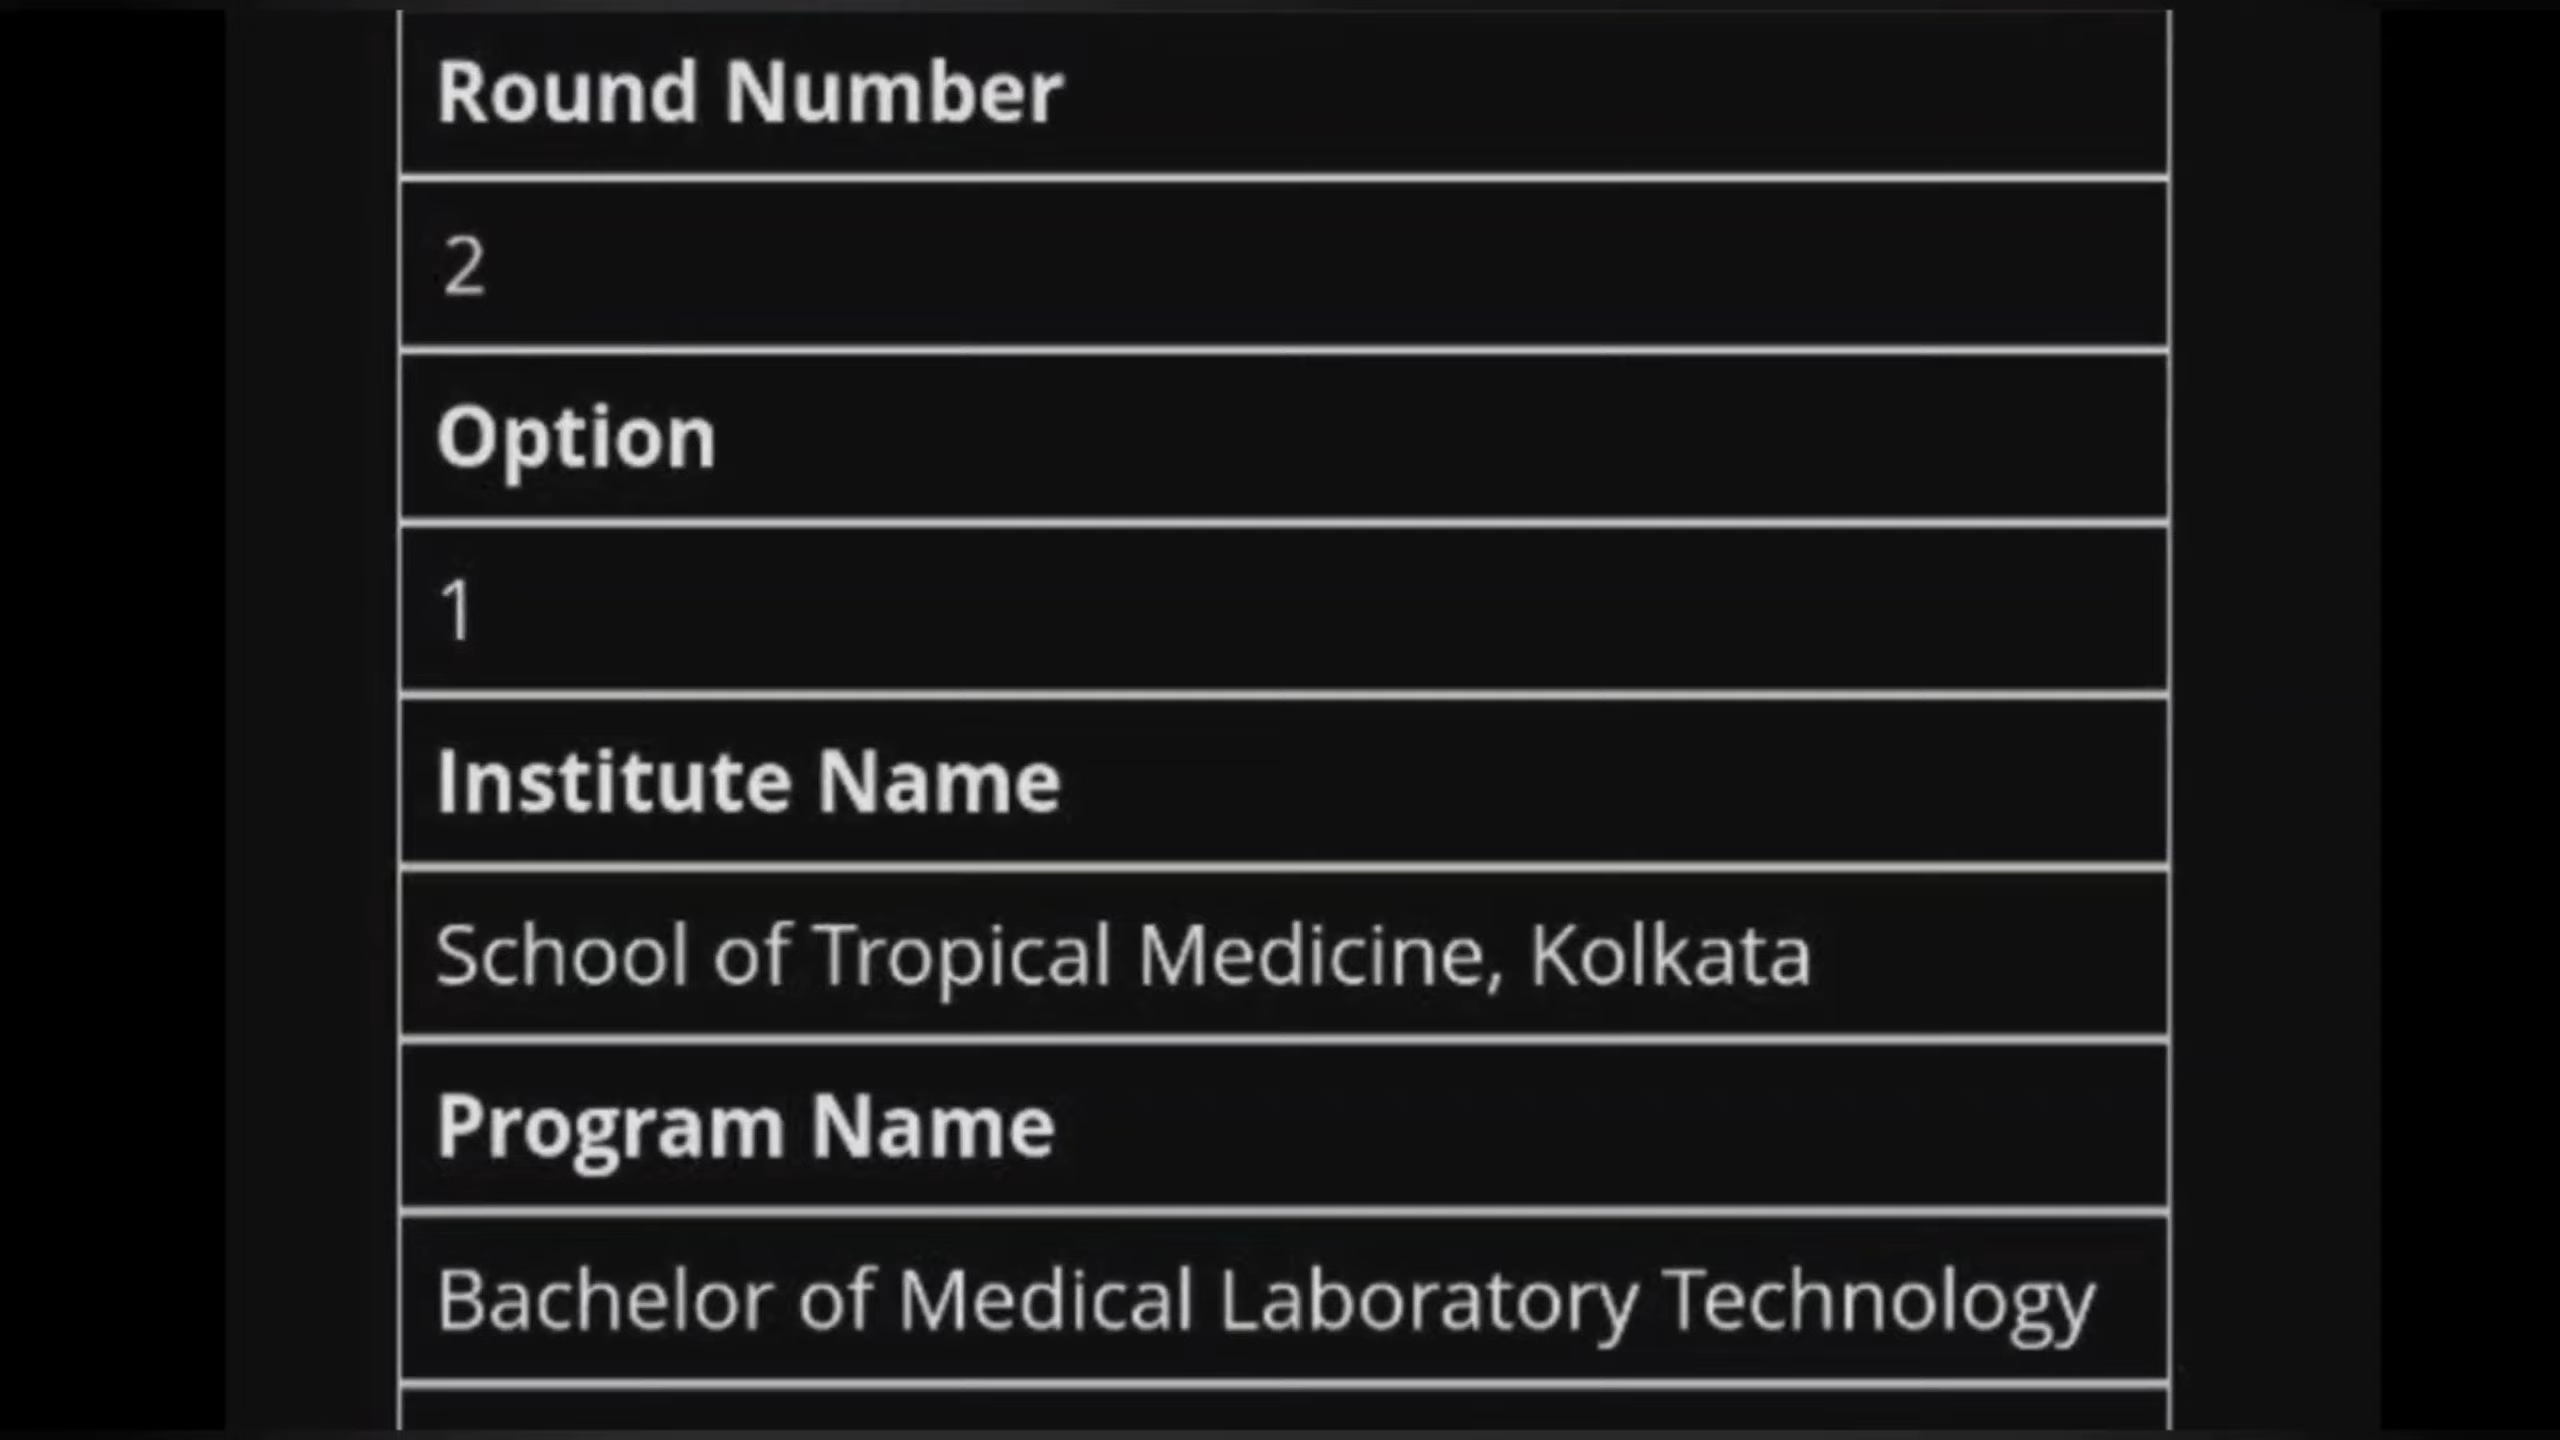 Round Number
2
Option
1
Institute Name
School of Tropical Medicine, Kolkata
Program Name
Bachelor of Medical Laboratory Technology